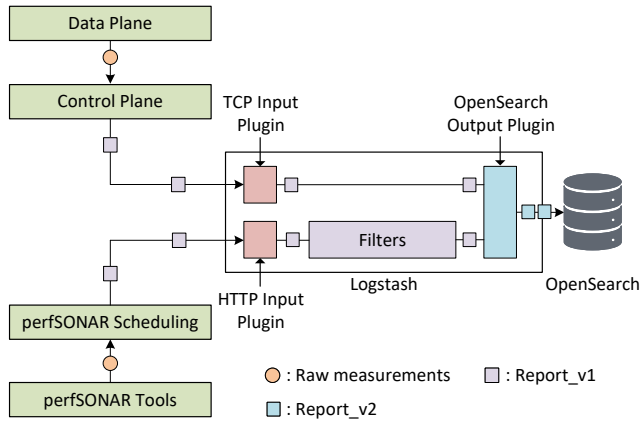 Data Plane
Control Plane
TCP Input
Plugin
OpenSearch
Output Plugin
Filters
Logstash
OpenSearch
HTTP Input
Plugin
perfSONAR Scheduling
perfSONAR Tools
: Raw measurements
: Report_v1
: Report_v2